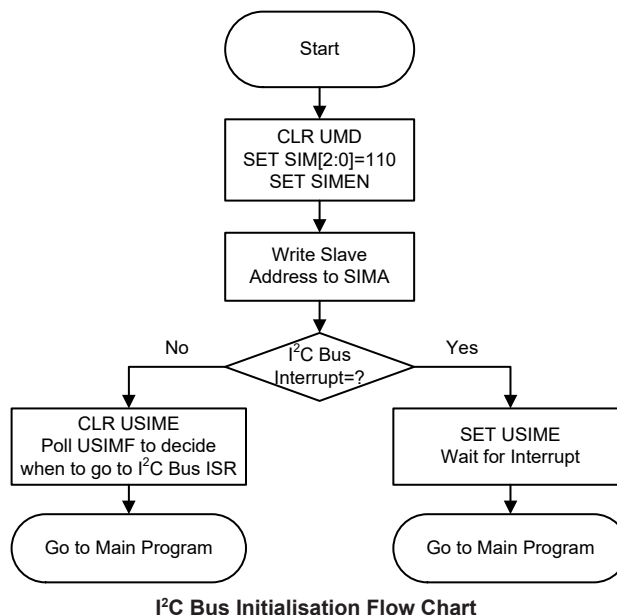 Start
CLR UMD
SET SIM[2:0]=110
SET SIMEN
Write Slave
Address to SIMA
No
I²C Bus
Interrupt=?
Yes
CLR USIME
Poll USIMF to decide
when to go to I²C Bus ISR
SET USIME
Wait for Interrupt
Go to Main Program
Go to Main Program
I²C Bus Initialisation Flow Chart